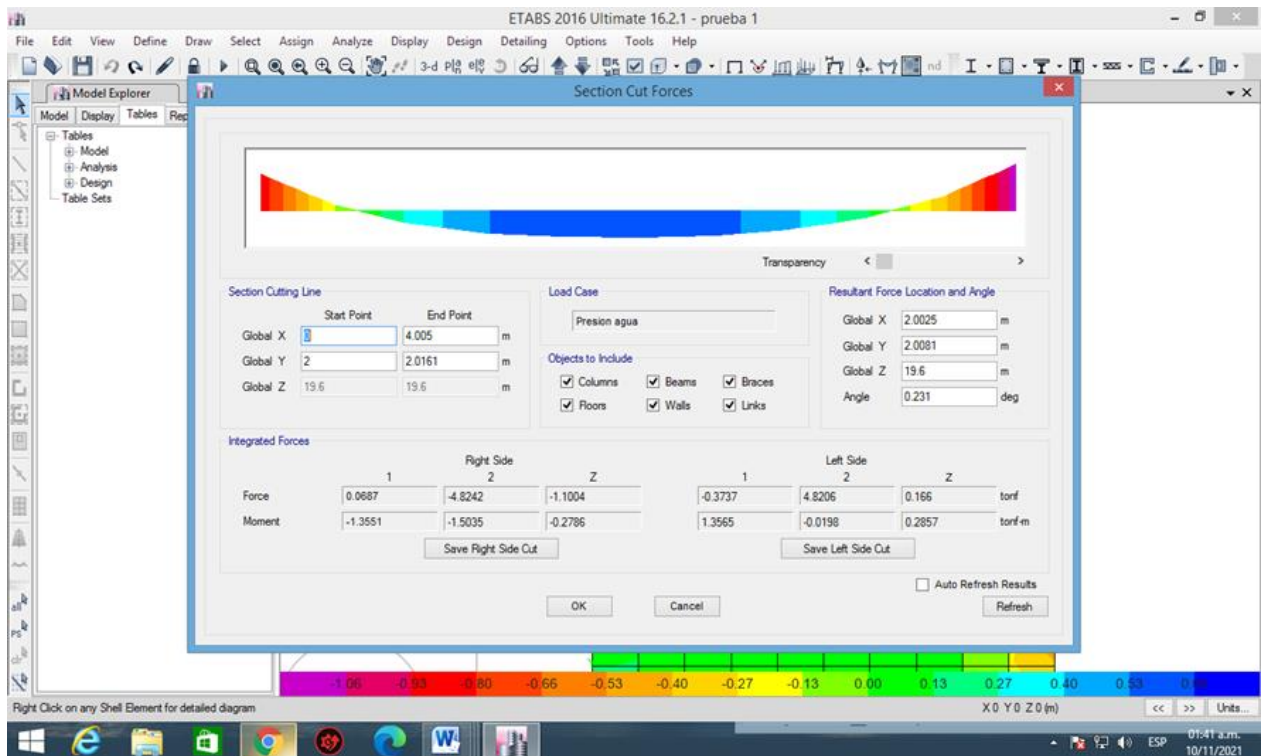 ETABS 2016 Ultimate 16.2.1 - prueba 1
File Edit View Define Draw Select Assign Analyze Display Design Detailing Options Tools Help
3-d nd
Model Explorer
Model Display Tables Rep
Tables
Model
Analysis
Design
Table Sets
Section Cut Forces
Transparency < >
Section Cutting Line
Start Point End Point
Global X 0 4.005 m
Global Y 2 2.0161 m
Global Z 19.6 19.6 m
Load Case
Presion agua
Objects to Include
Columns Beams Braces
Floors Walls Links
Resultant Force Location and Angle
Global X 2.0025 m
Global Y 2.0081 m
Global Z 19.6 m
Angle 0.231 deg
Integrated Forces
Right Side Left Side
1 2 Z 1 2 Z
Force 0.0687 -4.8242 -1.1004 -0.3737 4.8206 0.166 tonf
Moment -1.3551 -1.5035 -0.2786 1.3565 -0.0198 0.2857 tonf-m
Save Right Side Cut Save Left Side Cut
Auto Refresh Results
OK Cancel Refresh
-1.06 -0.93 -0.80 -0.66 -0.53 -0.40 -0.27 -0.13 0.00 0.13 0.27 0.40 0.53
Right Click on any Shell Element for detailed diagram X 0 Y 0 Z 0 (m) << >> Units...
ESP 01:41 a.m.
10/11/2021